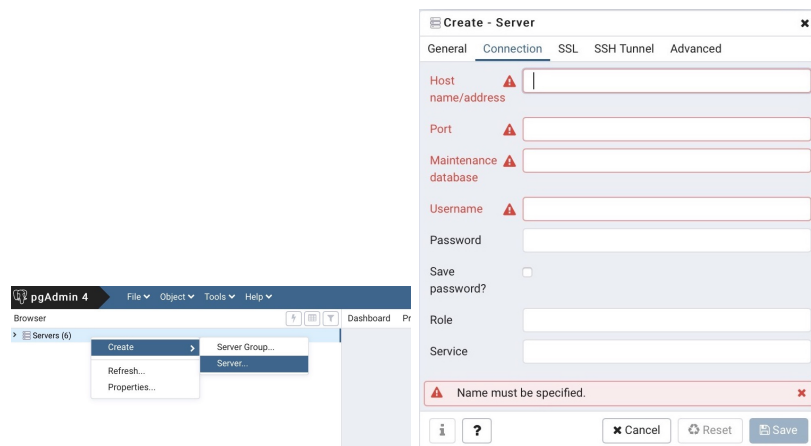 pgAdmin 4
File Object Tools Help
Browser
Dashboard Pr
Servers (6)
Create
Refresh...
Properties...
Server Group...
Server...
Create - Server
General Connection SSL SSH Tunnel Advanced
Host
name/address
Port
Maintenance
database
Username
Password
Save
password?
Role
Service
Name must be specified.
i ? Cancel Reset Save